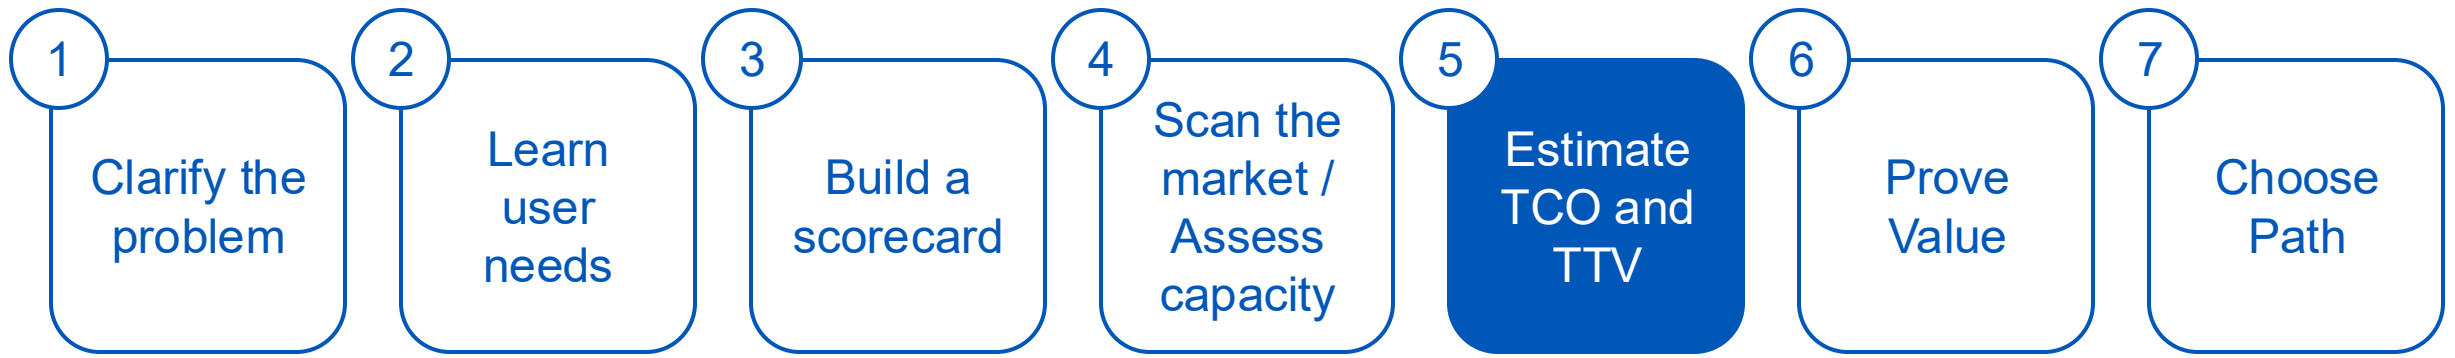 1
Clarify the
problem
2
Learn
user
needs
3
Build a
scorecard
4
Scan the
market /
Assess
capacity
5
Estimate
TCO and
TTV
6
Prove
Value
7
Choose
Path